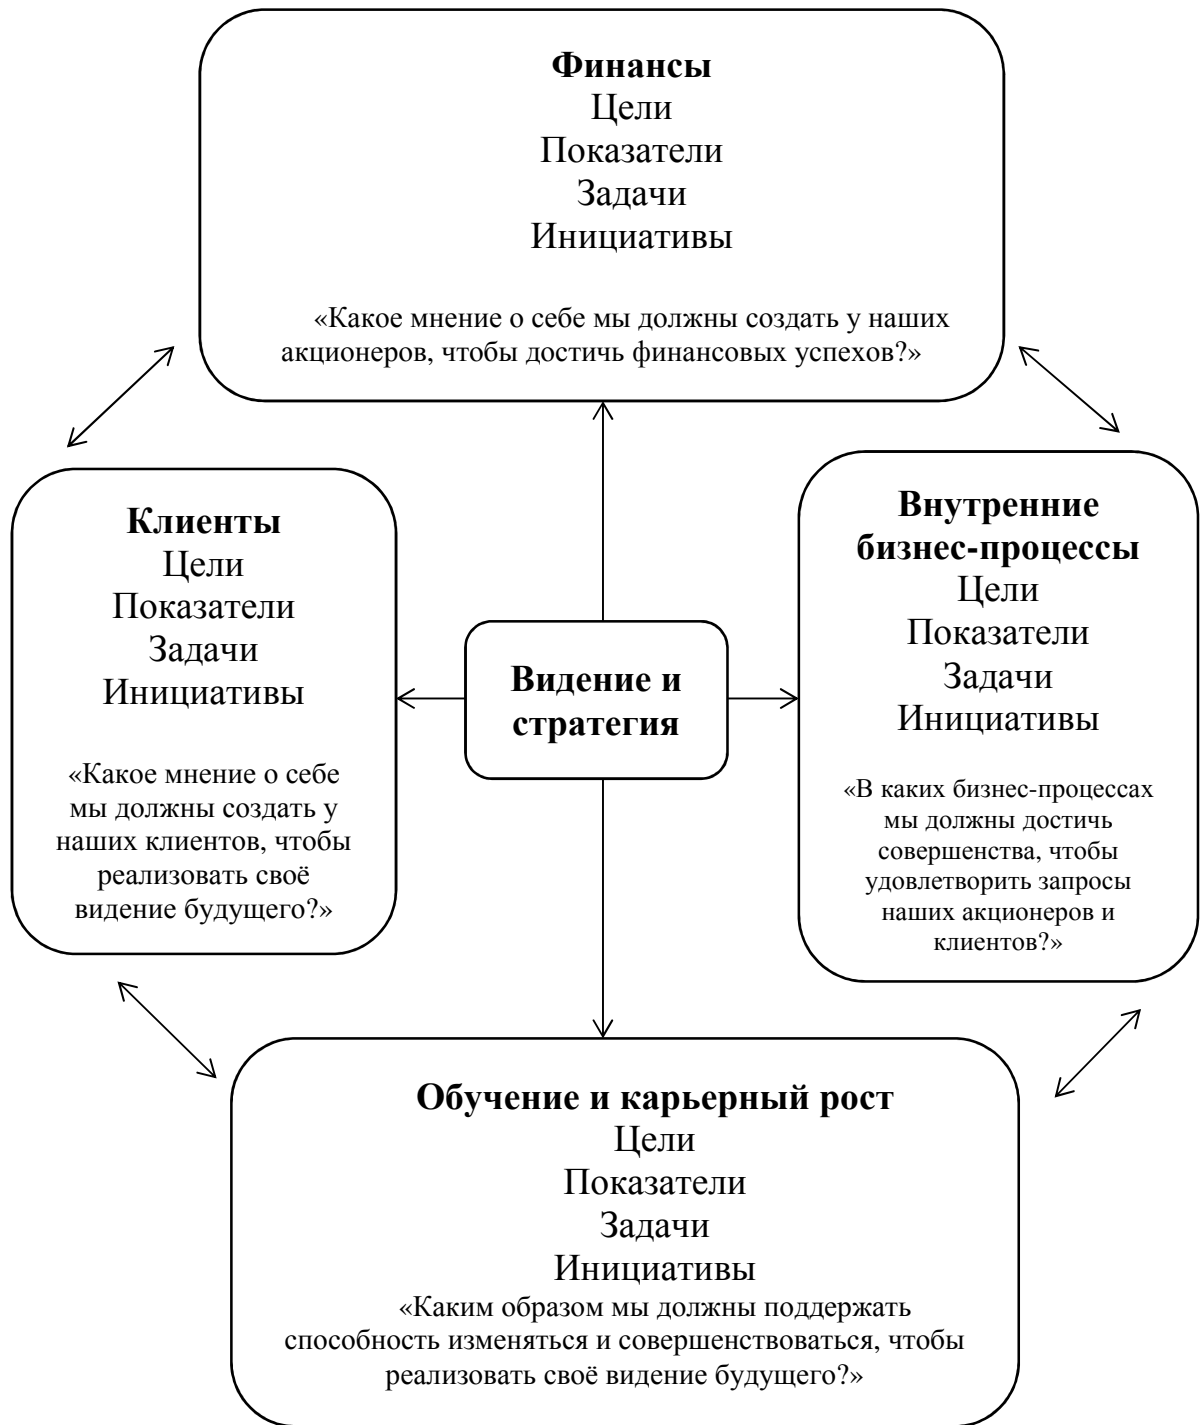 Финансы
Цели
Показатели
Задачи
Инициативы
«Какое мнение о себе мы должны создать у наших
акционеров, чтобы достичь финансовых успехов?»
Клиенты
Цели
Показатели
Задачи
Инициативы
«Какое мнение о себе
мы должны создать у
наших клиентов, чтобы
реализовать своё
видение будущего?»
Видение и
стратегия
Внутренние
бизнес-процессы
Цели
Показатели
Задачи
Инициативы
«В каких бизнес-процессах
мы должны достичь
совершенства, чтобы
удовлетворить запросы
наших акционеров и
клиентов?»
Обучение и карьерный рост
Цели
Показатели
Задачи
Инициативы
«Каким образом мы должны поддержать
способность изменяться и совершенствоваться, чтобы
реализовать своё видение будущего?»